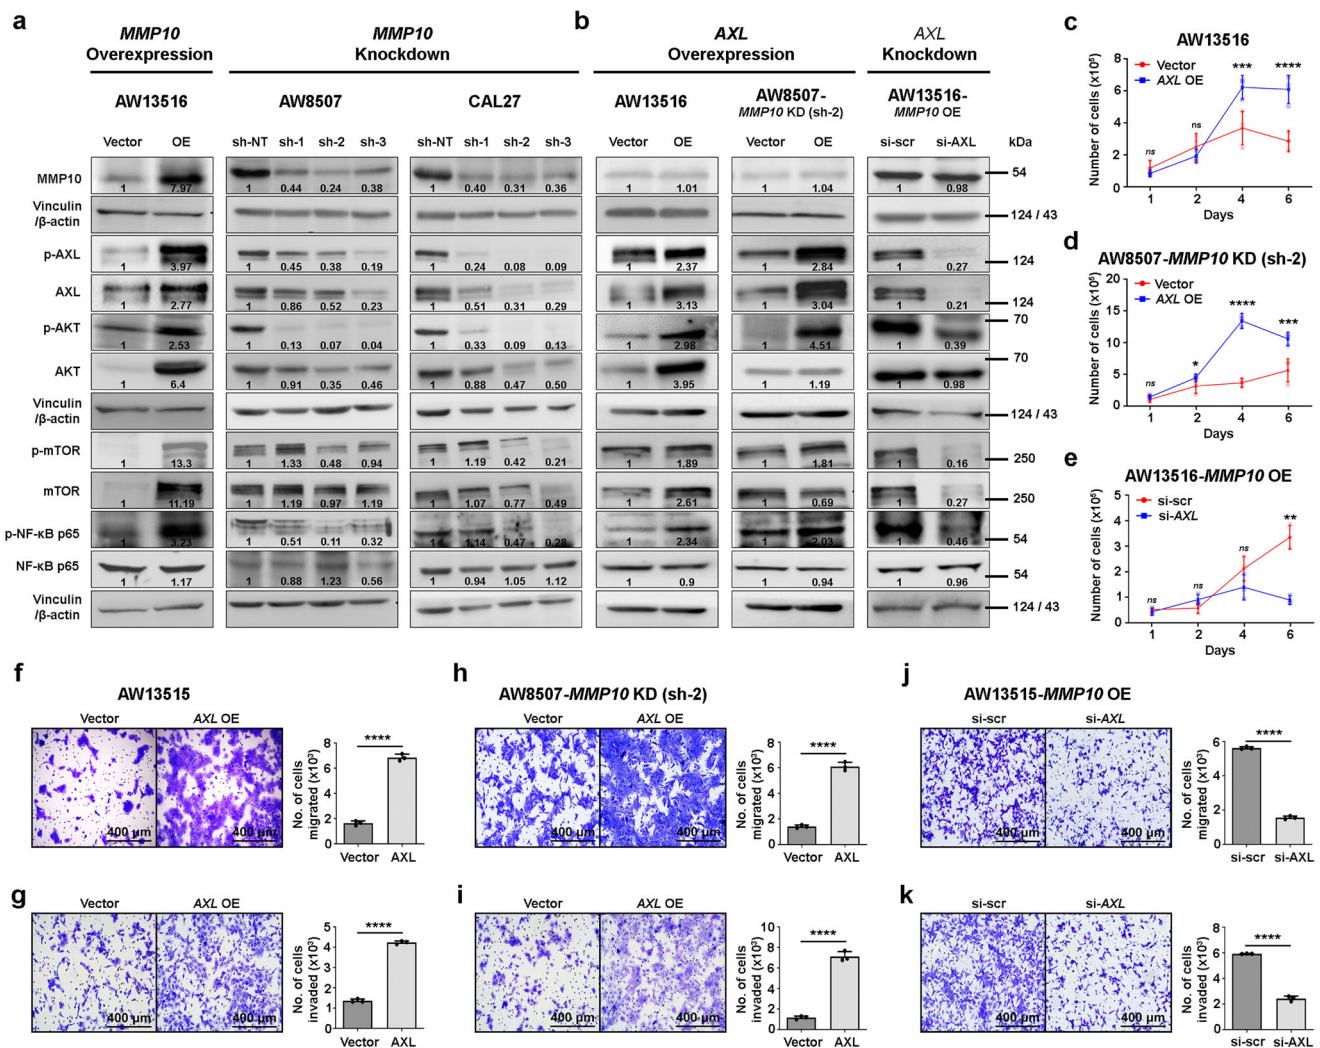 a
MMP10
Overexpression
MMP10
Knockdown
AW13516
AW8507
CAL27
Vector OE sh-NT sh-1 sh-2 sh-3 sh-NT sh-1 sh-2 sh-3
b
AXL
Overexpression
AXL
Knockdown
AW13516
AW8507-
MMP10 KD (sh-2)
AW13516-
MMP10 OE
Vector OE Vector OE si-scr si-AXL kDa
MMP10
1 7.97 1 0.44 0.24 0.38 1 0.40 0.31 0.36 1 1.01 1 1.04 1 0.98
54
Vinculin
/β-actin
124 / 43
p-AXL
1 3.97 1 0.45 0.38 0.19 1 0.24 0.08 0.09 1 2.37 1 2.84 1 0.27
124
AXL
1 2.77 1 0.86 0.52 0.23 1 0.51 0.31 0.29 1 3.13 1 3.04 1 0.21
124
p-AKT
1 2.53 1 0.13 0.07 0.04 1 0.33 0.09 0.13 1 2.98 1 4.51 1 0.39
70
AKT
1 6.4 1 0.91 0.35 0.46 1 0.88 0.47 0.50 1 3.95 1 1.19 1 0.98
70
Vinculin
/β-actin
124 / 43
p-mTOR
1 13.3 1 1.33 0.48 0.94 1 1.19 0.42 0.21 1 1.89 1 1.81 1 0.16
250
mTOR
1 11.19 1 1.19 0.97 1.19 1 1.07 0.77 0.49 1 2.61 1 0.69 1 0.27
250
p-NF-κB p65
1 3.23 1 0.51 0.11 0.32 1 1.14 0.47 0.28 1 2.34 1 2.03 1 0.46
54
NF-κB p65
1 1.17 1 0.88 1.23 0.56 1 0.94 1.05 1.12 1 0.9 1 0.94 1 0.96
54
Vinculin
/β-actin
124 / 43
c
AW13516
Number of cells (x10⁵)
8
6
4
2
0
Vector
AXL OE
ns
ns
***
****
1 2 4 6
Days
d
AW8507-MMP10 KD (sh-2)
Number of cells (x10⁵)
20
15
10
5
0
Vector
AXL OE
ns
*
****
***
1 2 4 6
Days
e
AW13516-MMP10 OE
Number of cells (x10⁵)
5
4
3
2
1
0
si-scr
si-AXL
ns
ns
ns
**
1 2 4 6
Days
f
AW13515
Vector AXL OE
400 µm 400 µm
No. of cells
migrated (x10³)
8
6
4
2
0
****
Vector AXL
h
AW8507-MMP10 KD (sh-2)
Vector AXL OE
400 µm 400 µm
No. of cells
migrated (x10³)
8
6
4
2
0
****
Vector AXL
j
AW13515-MMP10 OE
si-scr si-AXL
400 µm 400 µm
No. of cells
migrated (x10³)
6
4
2
0
****
si-scr si-AXL
g
Vector AXL OE
400 µm 400 µm
No. of cells
invaded (x10³)
5
4
3
2
1
0
****
Vector AXL
i
Vector AXL OE
400 µm 400 µm
No. of cells
invaded (x10³)
10
8
6
4
2
0
****
Vector AXL
k
si-scr si-AXL
400 µm 400 µm
No. of cells
invaded (x10³)
8
6
4
2
0
****
si-scr si-AXL